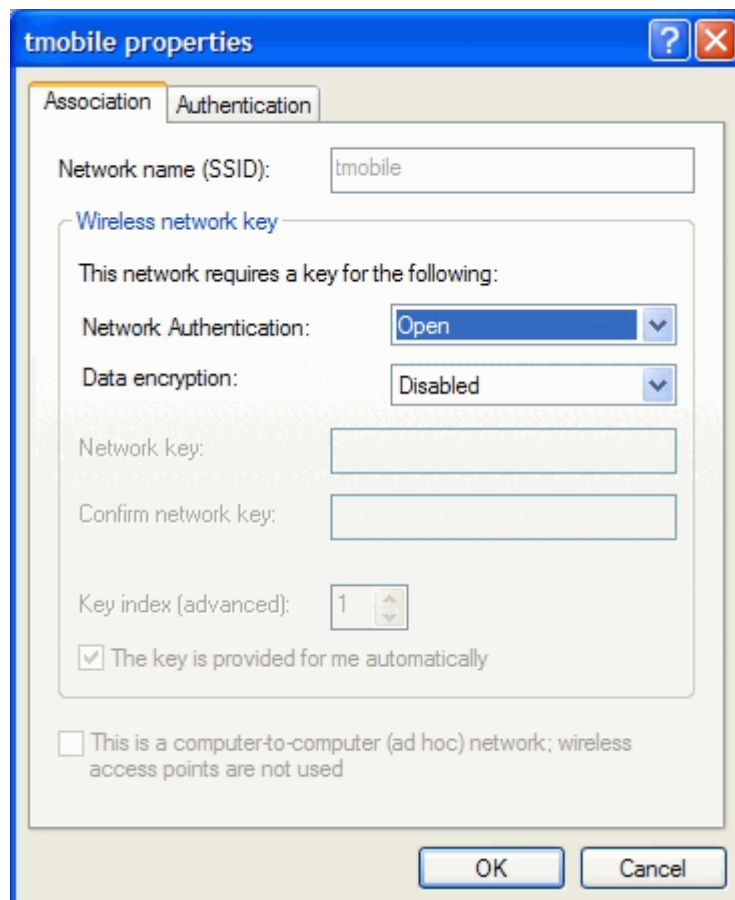 tmobile properties
Association Authentication
Network name (SSID): tmobile
Wireless network key
This network requires a key for the following:
Network Authentication: Open
Data encryption: Disabled
Network key:
Confirm network key:
Key index (advanced): 1
The key is provided for me automatically
This is a computer-to-computer (ad hoc) network; wireless
access points are not used
OK Cancel